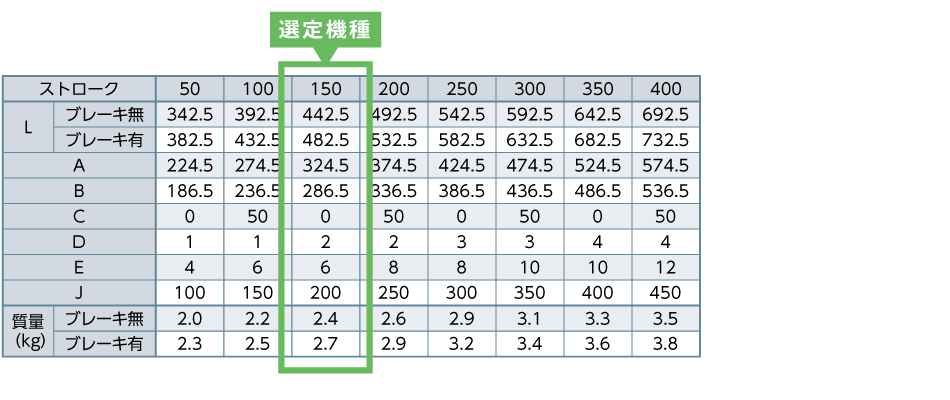 選定機種
ストローク 50 100 150 200 250 300 350 400
L ブレーキ無 342.5 392.5 442.5 492.5 542.5 592.5 642.5 692.5
ブレーキ有 382.5 432.5 482.5 532.5 582.5 632.5 682.5 732.5
A 224.5 274.5 324.5 374.5 424.5 474.5 524.5 574.5
B 186.5 236.5 286.5 336.5 386.5 436.5 486.5 536.5
C 0 50 0 50 0 50 0 50
D 1 1 2 2 3 3 4 4
E 4 6 6 8 8 10 10 12
J 100 150 200 250 300 350 400 450
質量(kg) ブレーキ無 2.0 2.2 2.4 2.6 2.9 3.1 3.3 3.5
ブレーキ有 2.3 2.5 2.7 2.9 3.2 3.4 3.6 3.8